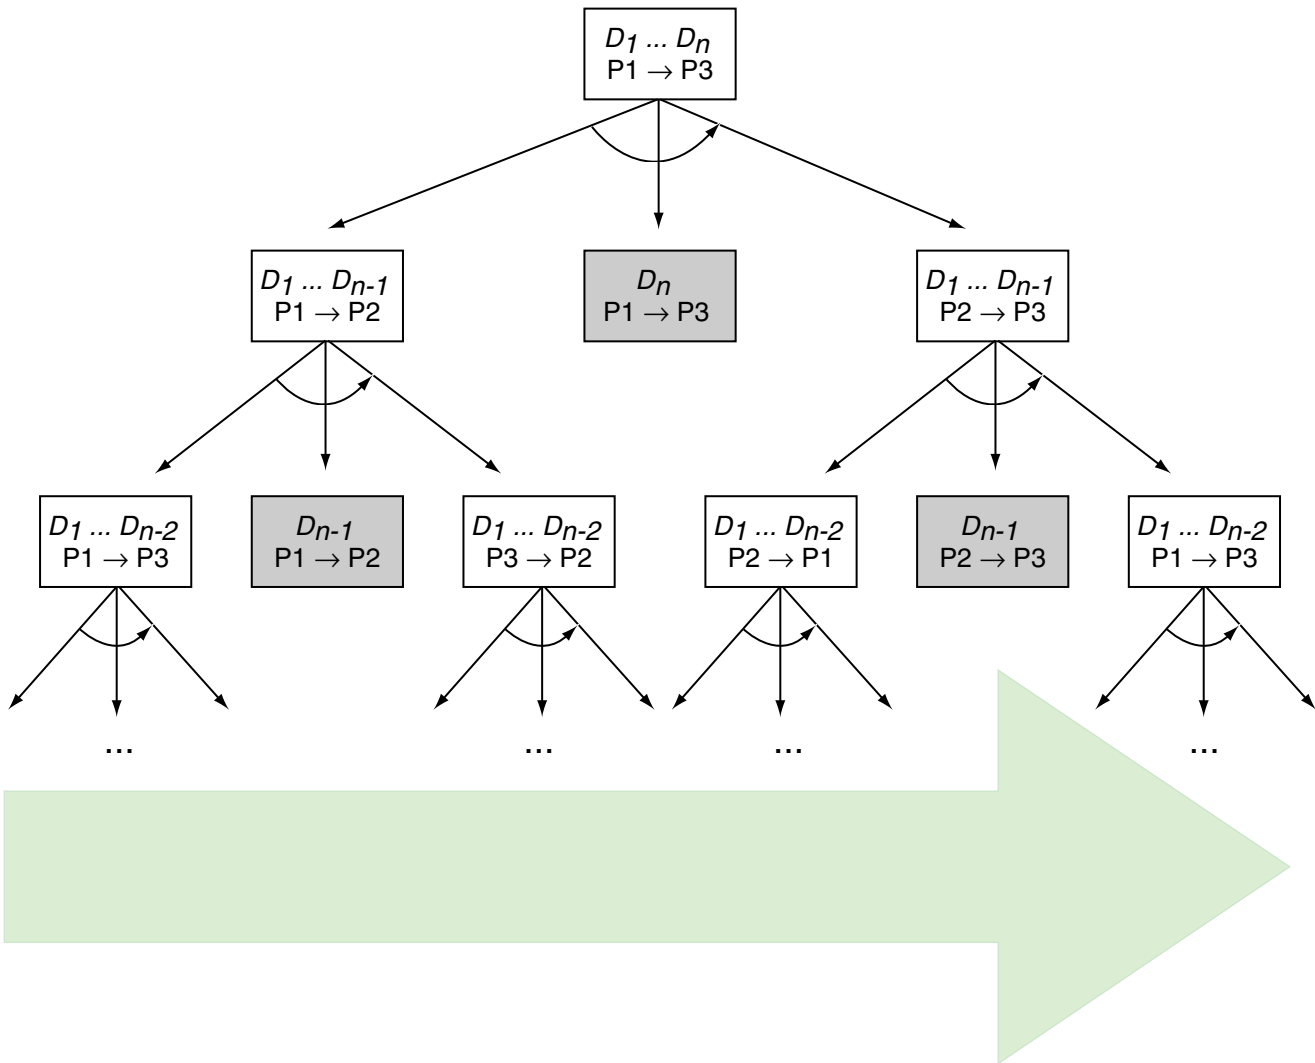 D1 ... Dn
P1 → P3
D1 ... Dn-1
P1 → P2
Dn
P1 → P3
D1 ... Dn-1
P2 → P3
D1 ... Dn-2
P1 → P3
Dn-1
P1 → P2
D1 ... Dn-2
P3 → P2
D1 ... Dn-2
P2 → P1
Dn-1
P2 → P3
D1 ... Dn-2
P1 → P3
...
...
...
...